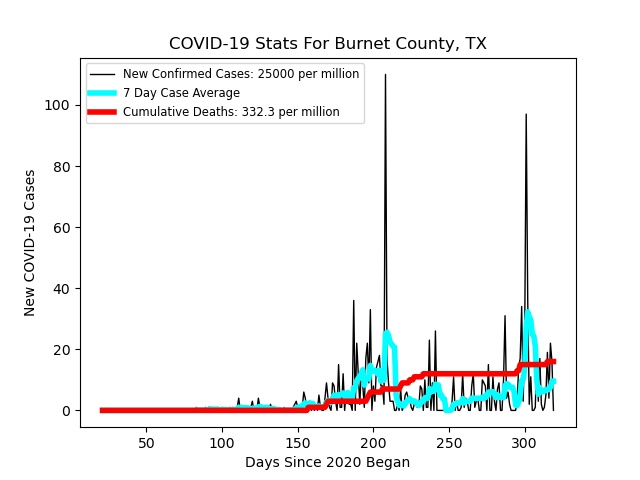 COVID-19 Stats For Burnet County, TX
New Confirmed Cases: 25000 per million
7 Day Case Average
Cumulative Deaths: 332.3 per million
New COVID-19 Cases
100
80
60
40
20
0
50 100 150 200 250 300
Days Since 2020 Began